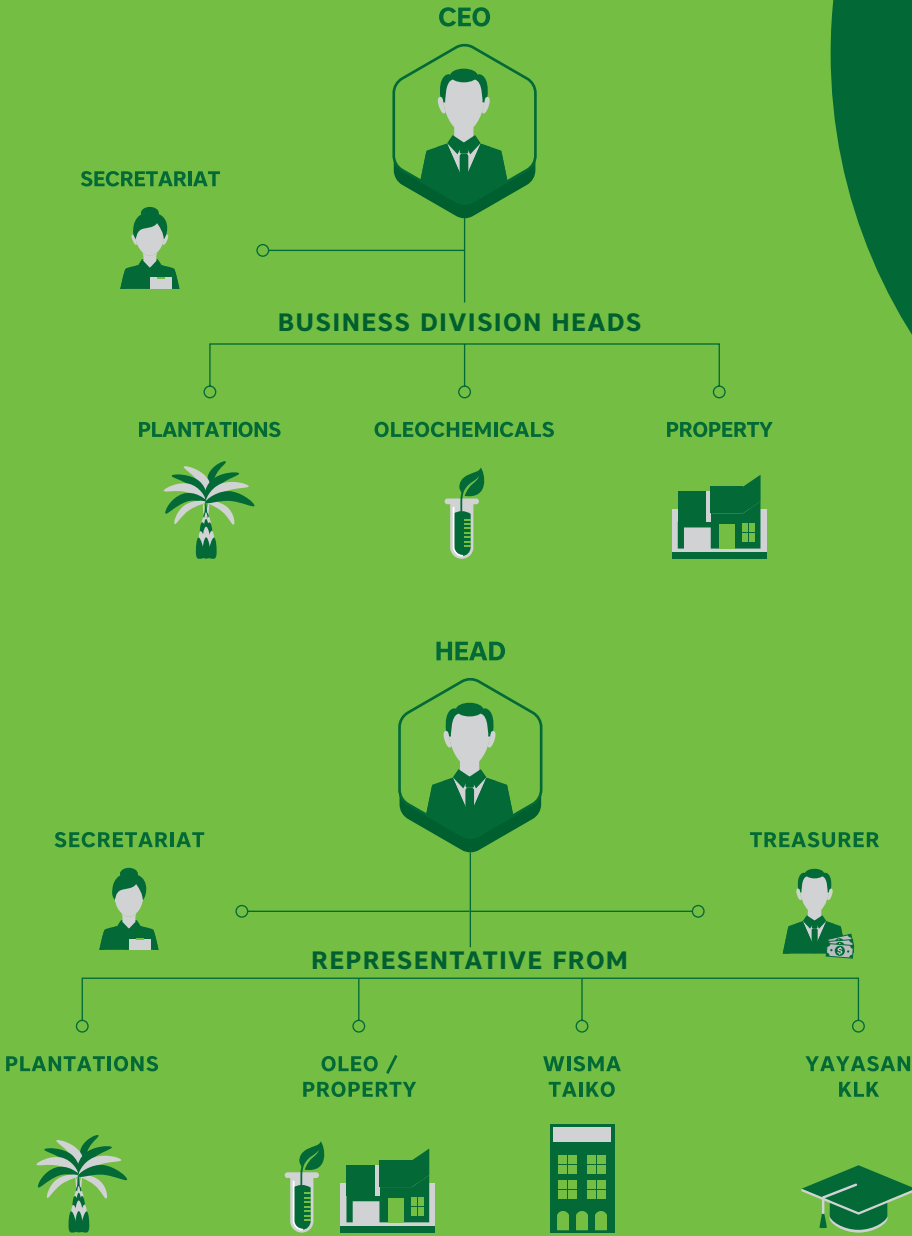 CEO
SECRETARIAT
BUSINESS DIVISION HEADS
PLANTATIONS
OLEOCHEMICALS
PROPERTY
HEAD
SECRETARIAT
TREASURER
REPRESENTATIVE FROM
PLANTATIONS
OLEO /
PROPERTY
WISMA
TAIKO
YAYASAN
KLK